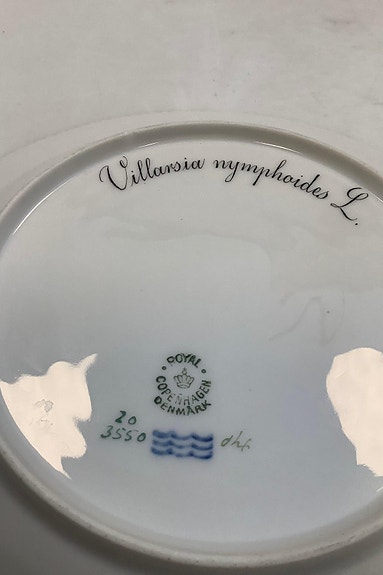 Villarsia nymphoides L.
ROYAL
COPENHAGEN
DENMARK
20
3550